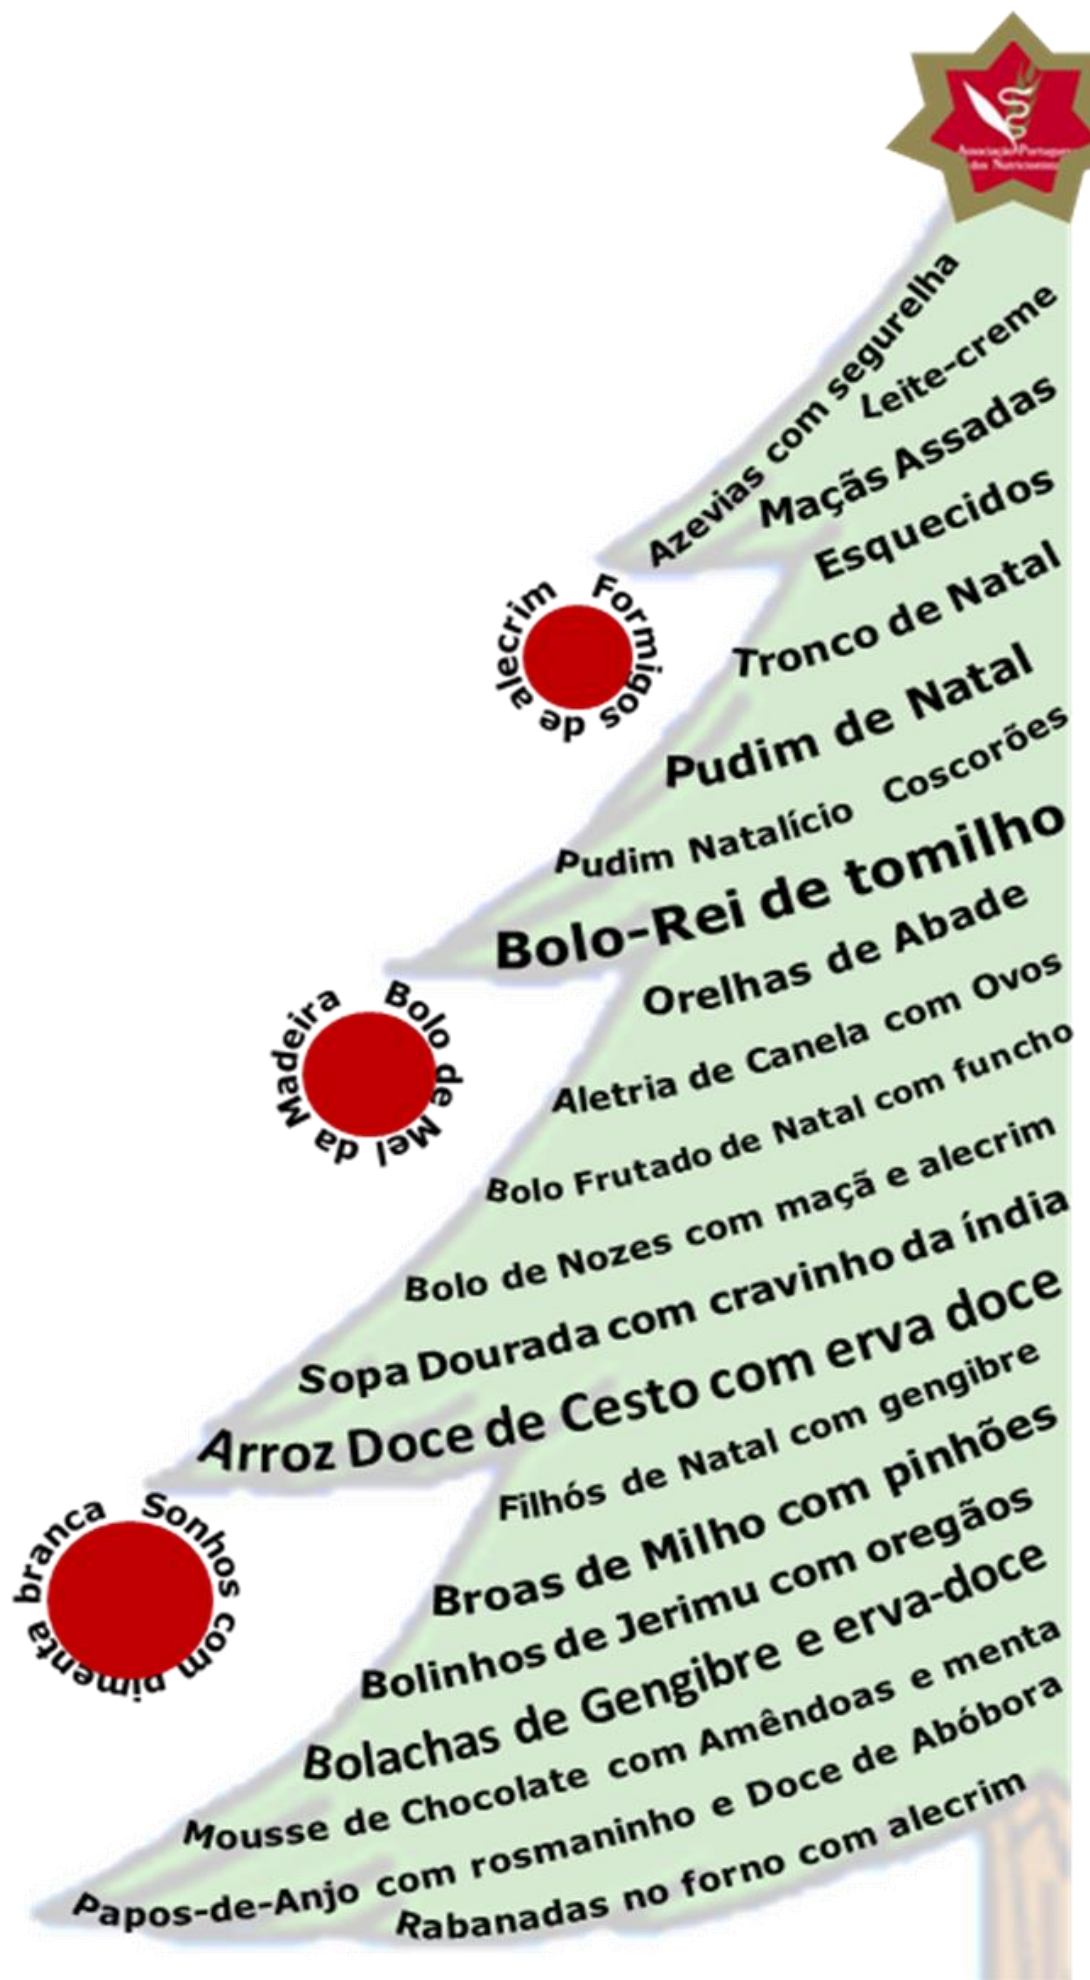 Associação Portugue
dos Nutricionist
Azevias com segurelha
Leite-creme
Maçãs Assadas
Esquecidos
Formigos de alecrim
Tronco de Natal
Pudim de Natal
Pudim Natalício Coscorões
Bolo-Rei de tomilho
Orelhas de Abade
Bolo de Mel da Madeira
Aletria de Canela com Ovos
Bolo Frutado de Natal com funcho
Bolo de Nozes com maçã e alecrim
Sopa Dourada com cravinho da índia
Arroz Doce de Cesto com erva doce
Filhós de Natal com gengibre
Sonhos com pimenta branca
Broas de Milho com pinhões
Bolinhos de Jerimu com oregãos
Bolachas de Gengibre e erva-doce
Mousse de Chocolate com Amêndoas e menta
Papos-de-Anjo com rosmaninho e Doce de Abóbora
Rabanadas no forno com alecrim